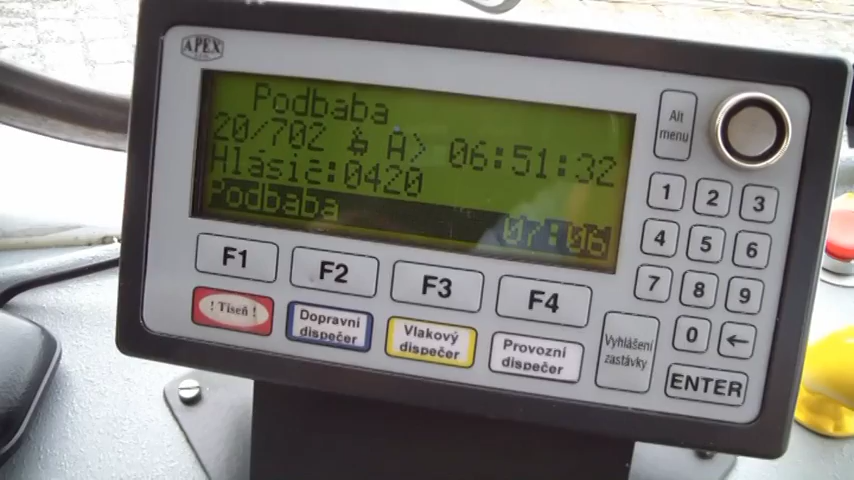 APEX
Podbaba
20/702 A> 06:51:32
Hlásič:0420
Podbaba 07:06
Alt menu
1 2 3
4 5 6
7 8 9
0 ←
ENTER
F1 F2 F3 F4
! Tíseň !
Dopravní dispečer
Vlakový dispečer
Provozní dispečer
Vyhlášení zastávky